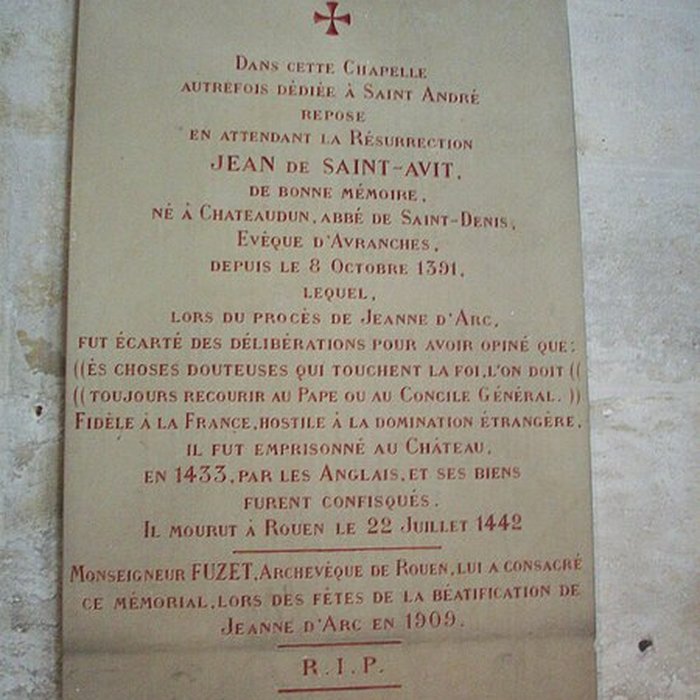 Dans cette Chapelle
autrefois dédiée à Saint André
repose
en attendant la Résurrection
JEAN de SAINT-AVIT,
de bonne mémoire,
né à Chateaudun, abbé de Saint-Denis,
Evêque d'Avranches,
depuis le 8 Octobre 1391,
lequel,
lors du procès de Jeanne d'Arc,
fut écarté des délibérations pour avoir opiné que:
((ès choses douteuses qui touchent la foi, l'on doit ((
((toujours recourir au Pape ou au Concile Général. ))
Fidèle à la France, hostile à la domination étrangère,
il fut emprisonné au Château,
en 1433, par les Anglais, et ses biens
furent confisqués.
Il mourut à Rouen le 22 Juillet 1442
Monseigneur FUZET, Archevêque de Rouen, lui a consacré
ce mémorial, lors des fêtes de la béatification de
Jeanne d'Arc en 1909.
R.I.P.